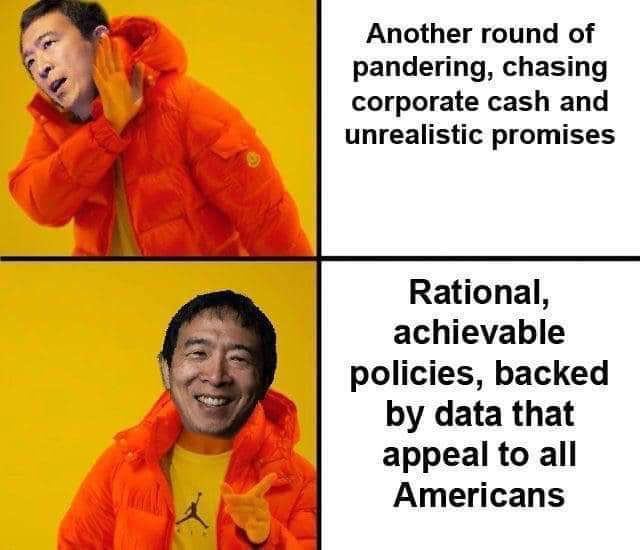 Another round of
pandering, chasing
corporate cash and
unrealistic promises
Rational,
achievable
policies, backed
by data that
appeal to all
Americans